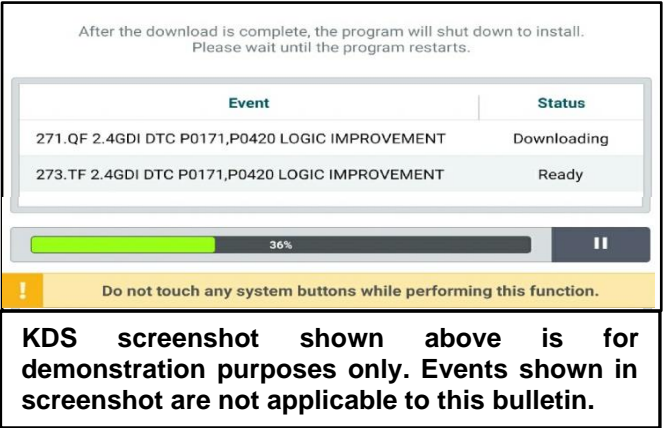 After the download is complete, the program will shut down to install.
Please wait until the program restarts.
Event Status
271.QF 2.4GDI DTC P0171,P0420 LOGIC IMPROVEMENT Downloading
273.TF 2.4GDI DTC P0171,P0420 LOGIC IMPROVEMENT Ready
36%
! Do not touch any system buttons while performing this function.
KDS screenshot shown above is for
demonstration purposes only. Events shown in
screenshot are not applicable to this bulletin.